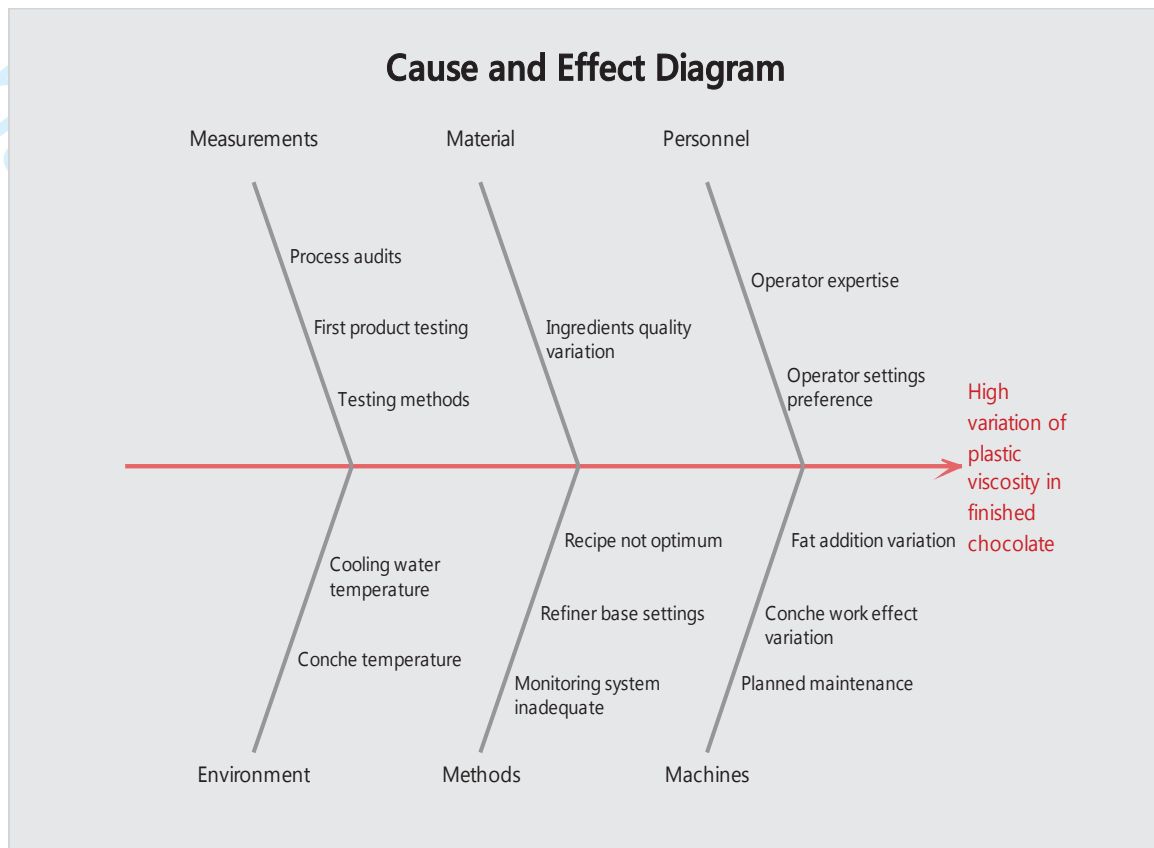 Cause and Effect Diagram
Measurements
Material
Personnel
Process audits
First product testing
Testing methods
Ingredients quality
variation
Operator expertise
Operator settings
preference
High
variation of
plastic
viscosity in
finished
chocolate
Cooling water
temperature
Conche temperature
Recipe not optimum
Refiner base settings
Monitoring system
inadequate
Fat addition variation
Conche work effect
variation
Planned maintenance
Environment
Methods
Machines